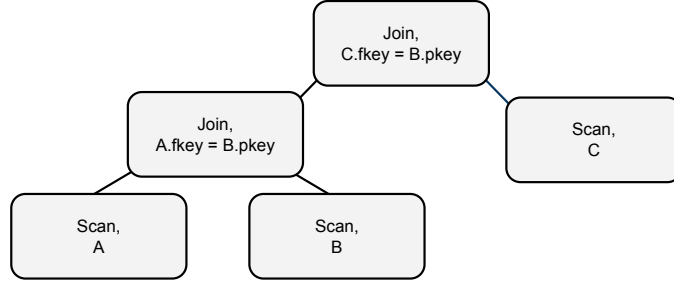 Join,
C.fkey = B.pkey
Join,
A.fkey = B.pkey
Scan,
C
Scan,
A
Scan,
B